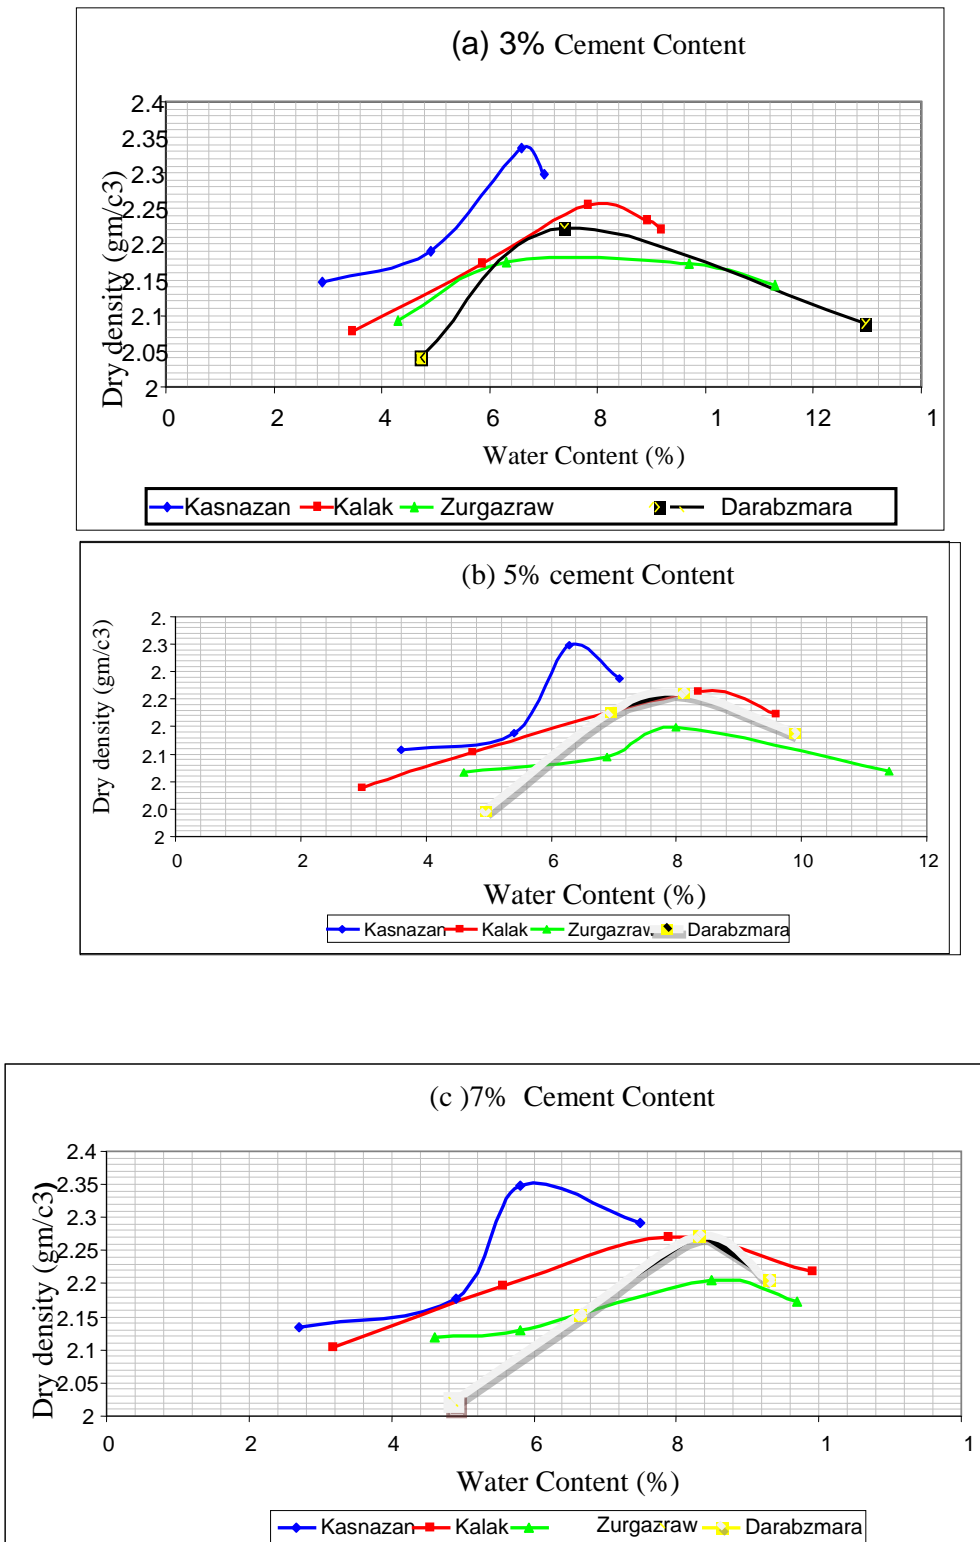 (a) 3% Cement Content
Dry density (gm/c3)
2.4
2.35
2.3
2.25
2.2
2.15
2.1
2.05
2
0 2 4 6 8 1 12 1
Water Content (%)
Kasnazan Kalak Zurgazraw Darabzmara
(b) 5% cement Content
Dry density (gm/c3)
2.
2.3
2.
2.2
2.
2.1
2.
2.0
2
0 2 4 6 8 10 12
Water Content (%)
Kasnazan Kalak Zurgazraw Darabzmara
(c )7% Cement Content
Dry density (gm/c3)
2.4
2.35
2.3
2.25
2.2
2.15
2.1
2.05
2
0 2 4 6 8 1 1
Water Content (%)
Kasnazan Kalak Zurgazraw Darabzmara